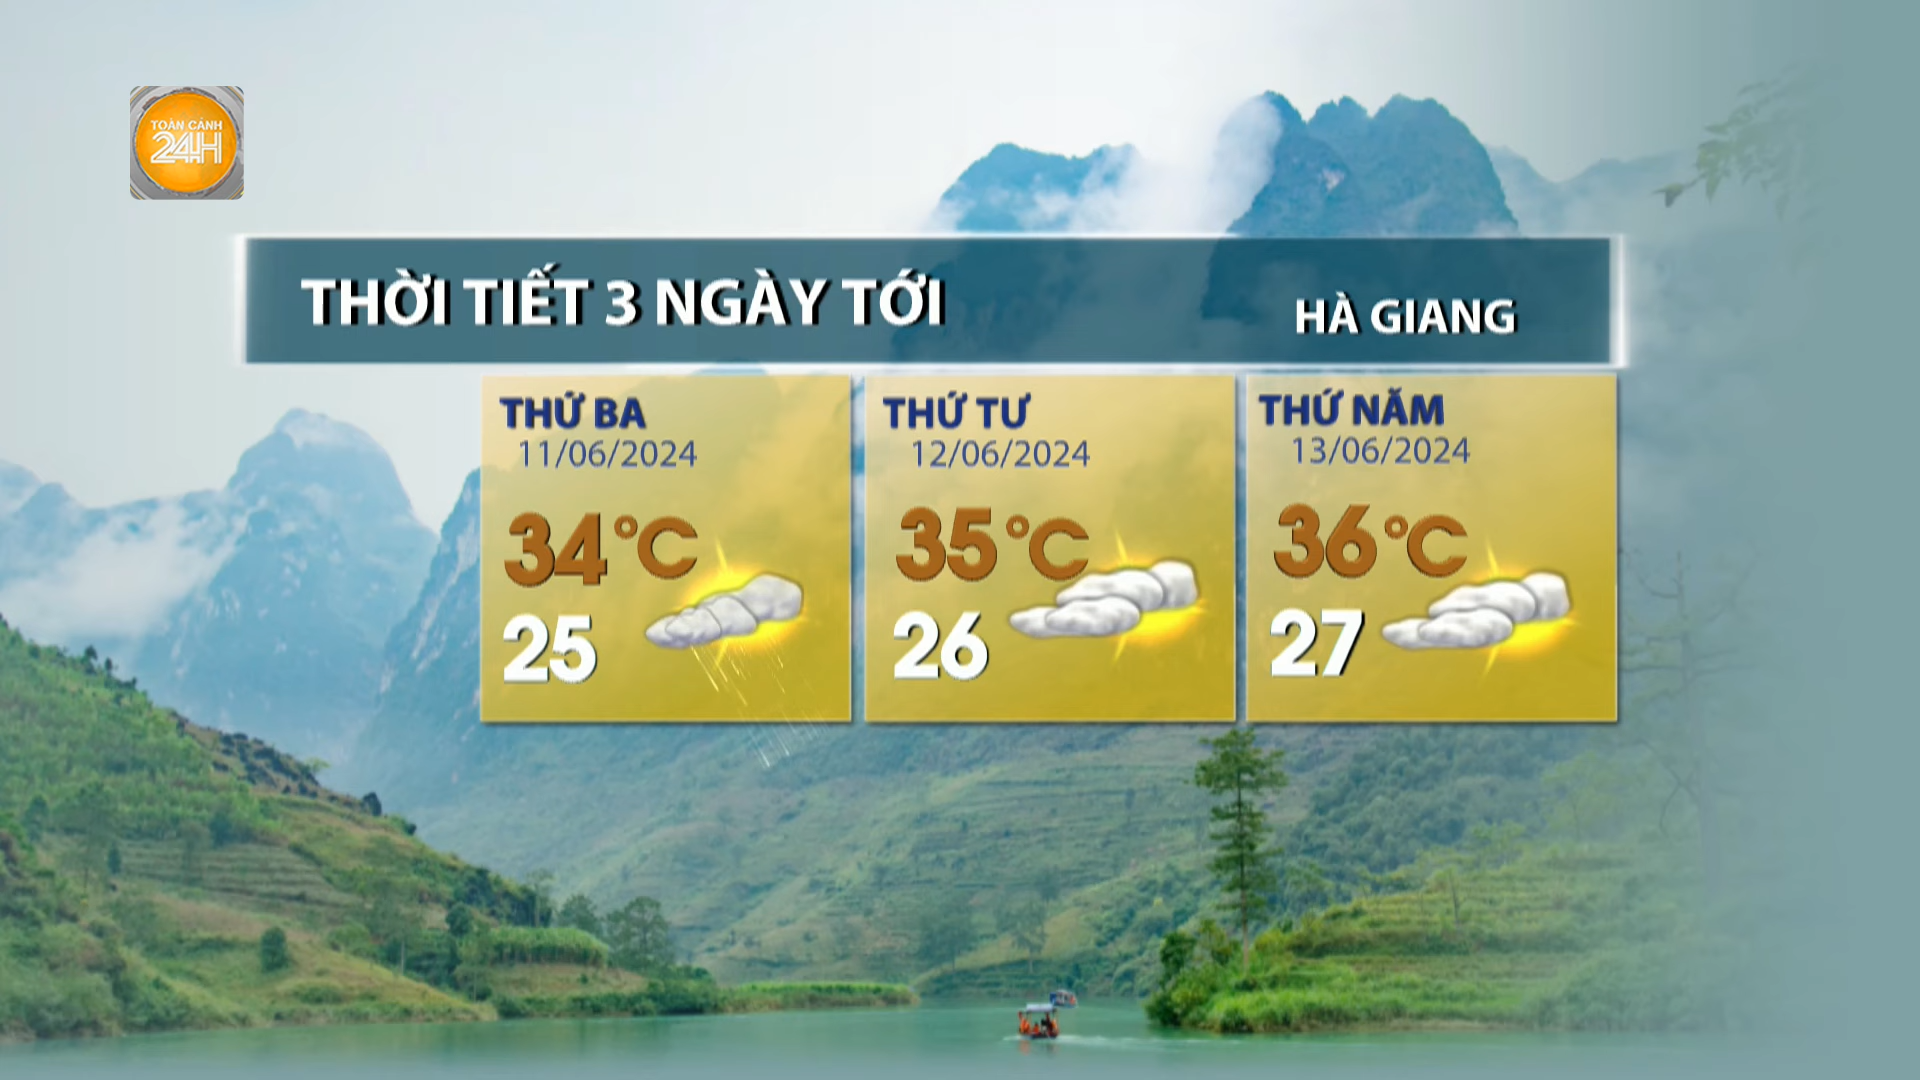 TOÀN CẢNH
24H
THỜI TIẾT 3 NGÀY TỚI
HÀ GIANG
THỨ BA
11/06/2024
34°C
25
THỨ TƯ
12/06/2024
35°C
26
THỨ NĂM
13/06/2024
36°C
27